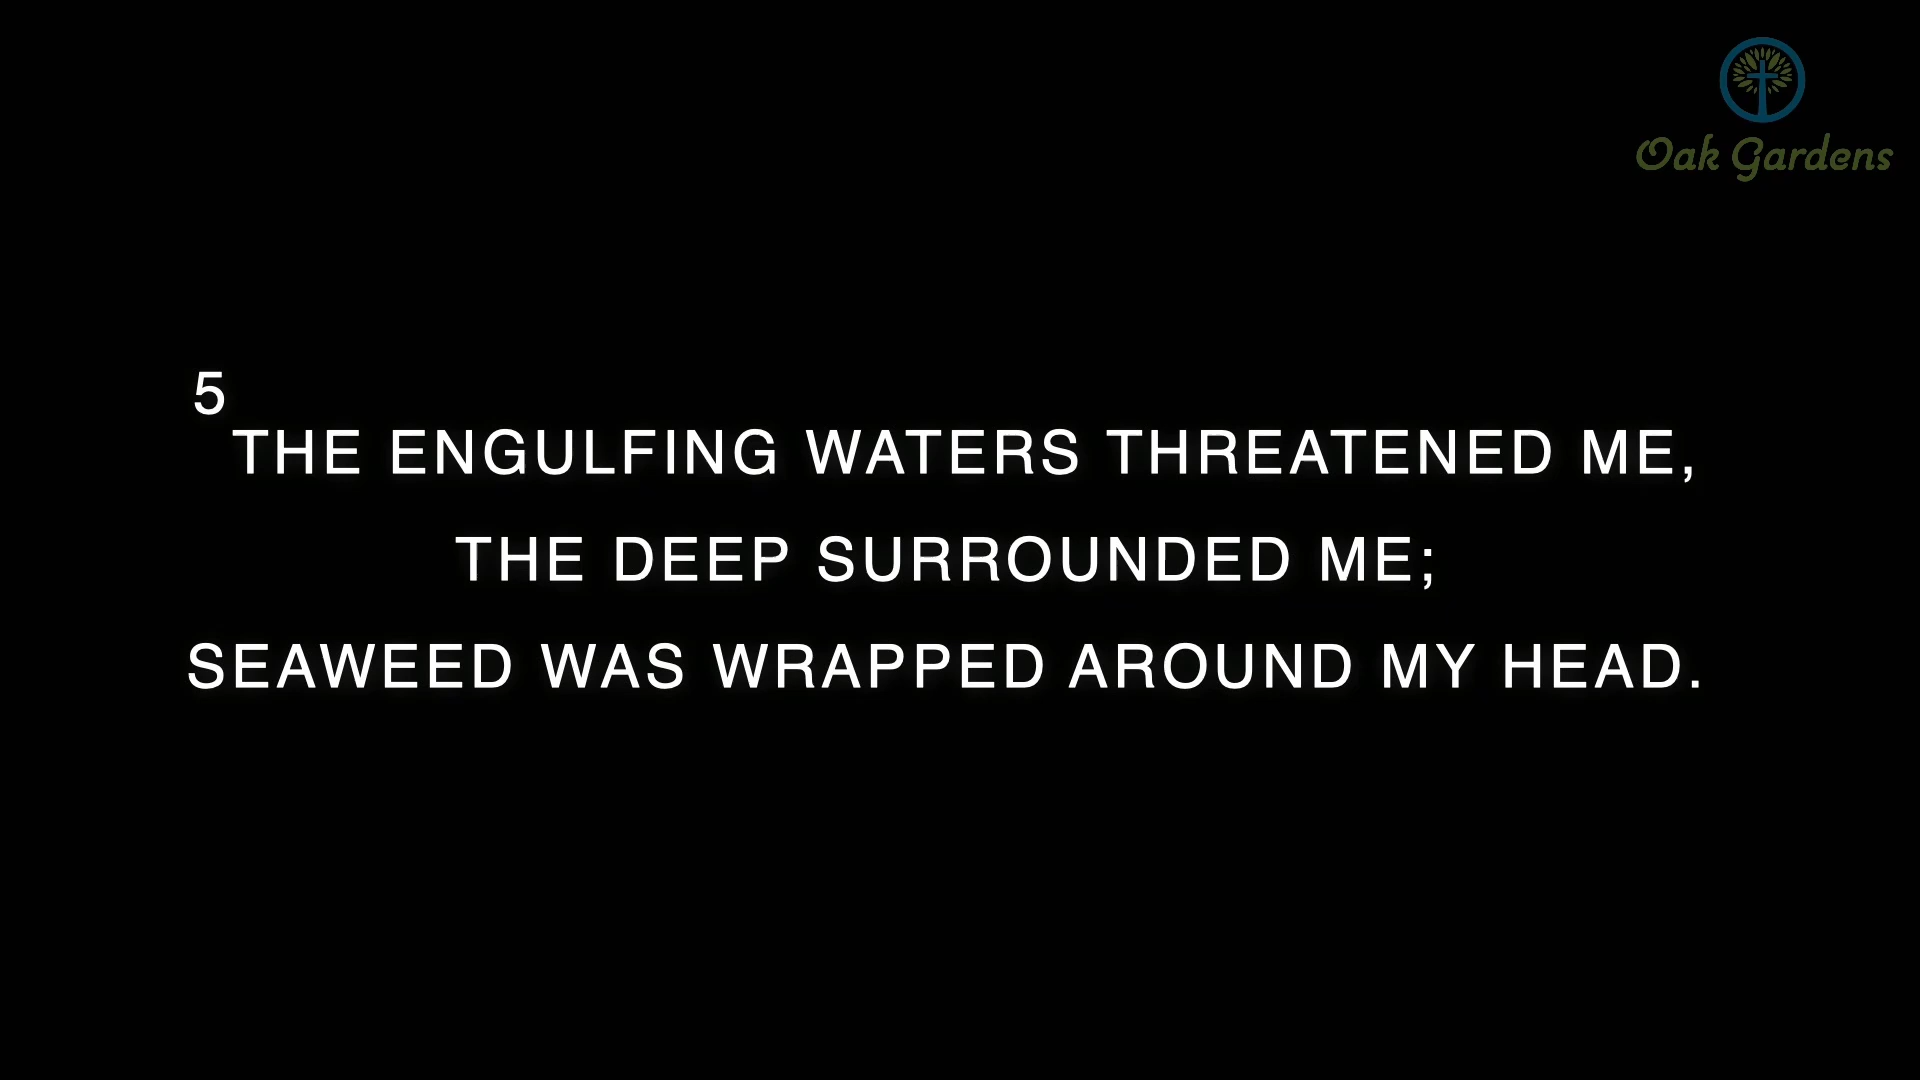 Oak Gardens
5
THE ENGULFING WATERS THREATENED ME,
THE DEEP SURROUNDED ME;
SEAWEED WAS WRAPPED AROUND MY HEAD.